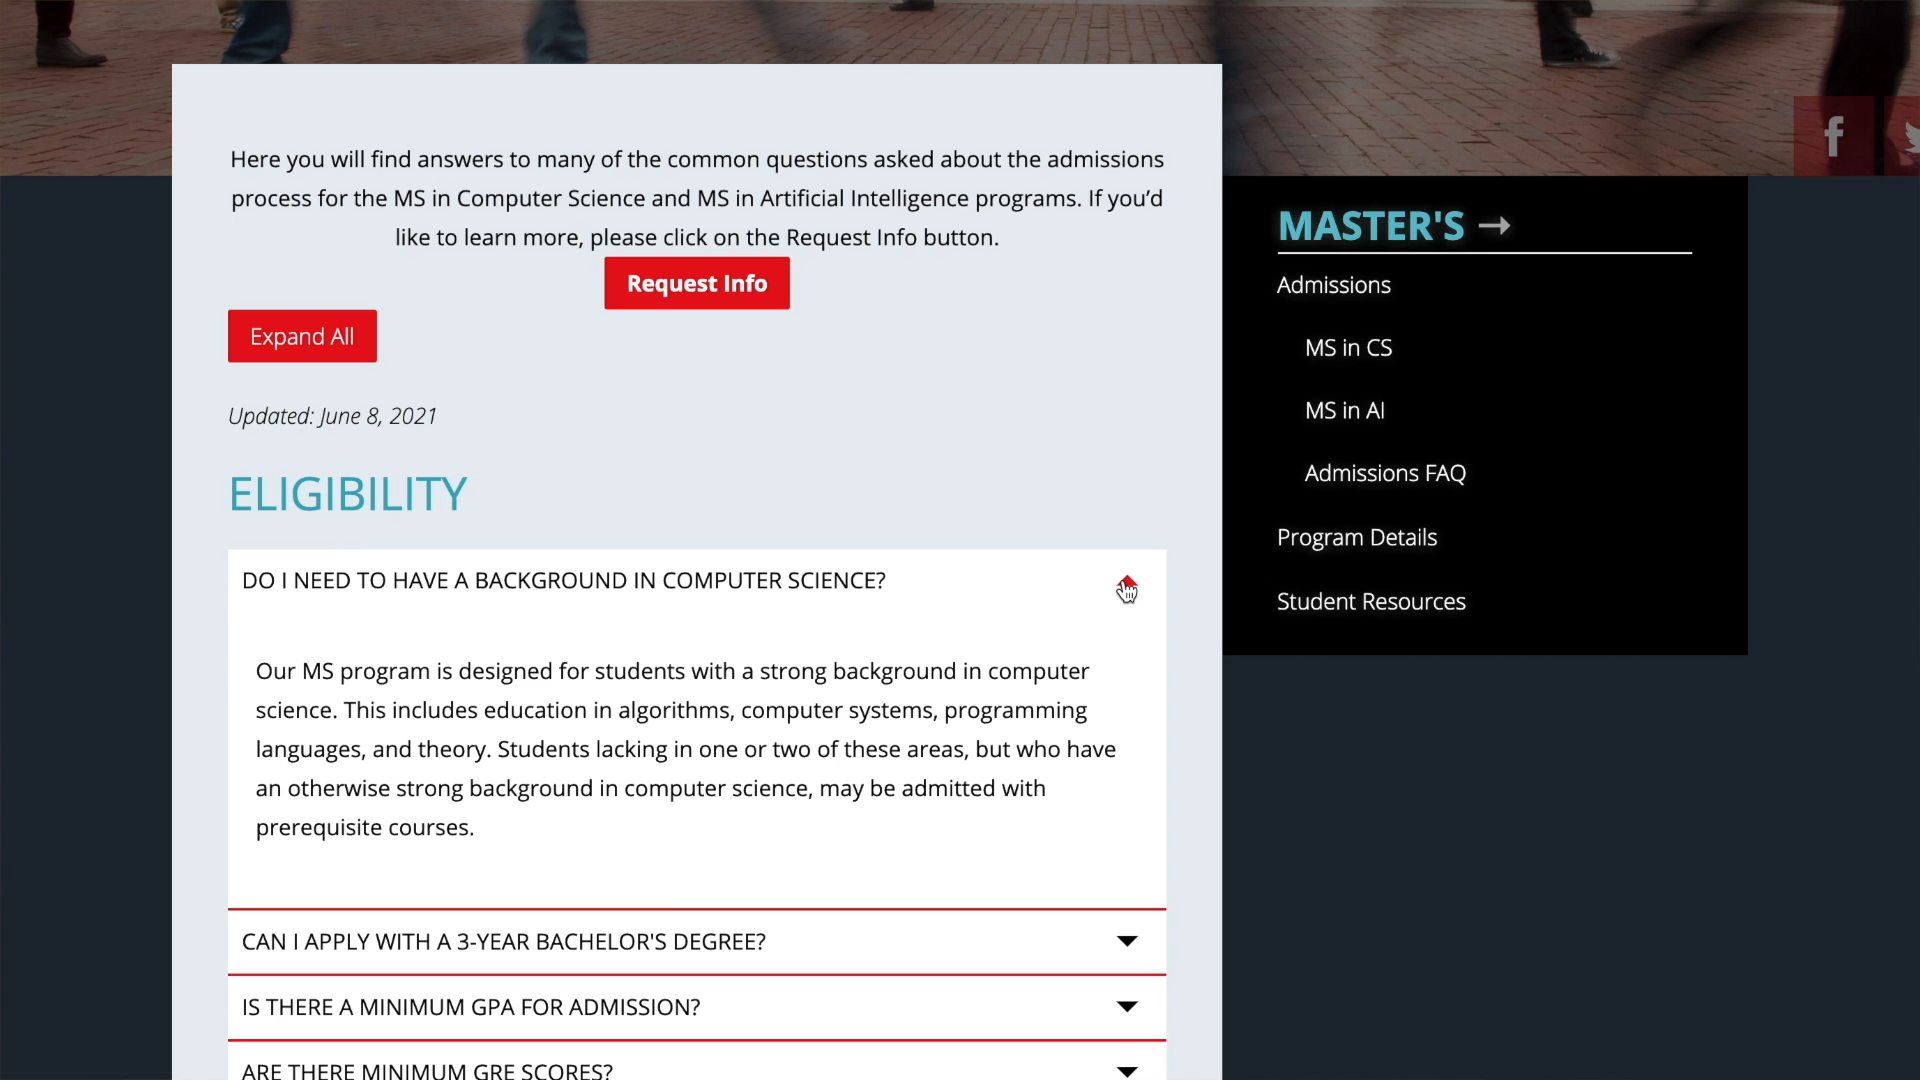 Here you will find answers to many of the common questions asked about the admissions
process for the MS in Computer Science and MS in Artificial Intelligence programs. If you’d
like to learn more, please click on the Request Info button.
Request Info
Expand All
Updated: June 8, 2021
ELIGIBILITY
DO I NEED TO HAVE A BACKGROUND IN COMPUTER SCIENCE?
Our MS program is designed for students with a strong background in computer
science. This includes education in algorithms, computer systems, programming
languages, and theory. Students lacking in one or two of these areas, but who have
an otherwise strong background in computer science, may be admitted with
prerequisite courses.
CAN I APPLY WITH A 3-YEAR BACHELOR'S DEGREE?
IS THERE A MINIMUM GPA FOR ADMISSION?
ARE THERE MINIMUM GRE SCORES?
MASTER'S →
Admissions
MS in CS
MS in AI
Admissions FAQ
Program Details
Student Resources
f